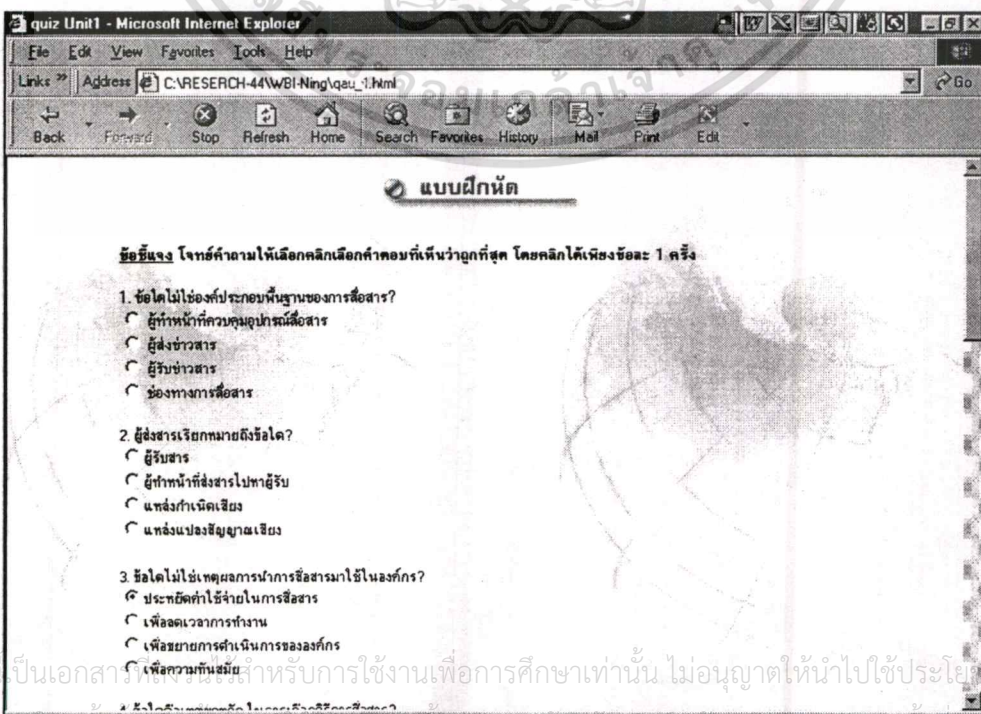 quiz Unit1 - Microsoft Internet Explorer
File Edit View Favorites Tools Help
Links » Address C:\RESERCH-44\WBI-Ning\qau_1.html Go
Back Forward Stop Refresh Home Search Favorites History Mail Print Edit
แบบฝึกหัด
ข้อชี้แจง โจทย์คำถามให้เลือกคลิกเลือกคำตอบที่เห็นว่าถูกที่สุด โดยคลิกได้เพียงข้อละ 1 ครั้ง
1. ข้อใดไม่ใช่องค์ประกอบพื้นฐานของการสื่อสาร?
ผู้ทำหน้าที่ควบคุมอุปกรณ์สื่อสาร
ผู้ส่งข่าวสาร
ผู้รับข่าวสาร
ช่องทางการสื่อสาร
2. ผู้ส่งสารเรียกหมายถึงข้อใด?
ผู้รับสาร
ผู้ทำหน้าที่ส่งสารไปหาผู้รับ
แหล่งกำเนิดเสียง
แหล่งแปลงสัญญาณเสียง
3. ข้อใดไม่ใช่เหตุผลการนำการสื่อสารมาใช้ในองค์กร?
ประหยัดค่าใช้จ่ายในการสื่อสาร
เพื่อลดเวลาการทำงาน
เพื่อขยายการดำเนินการขององค์กร
เพื่อความทันสมัย
สำหรับการใช้งานเพื่อการศึกษาเท่านั้น ไม่อนุญาตให้นำไปใช้